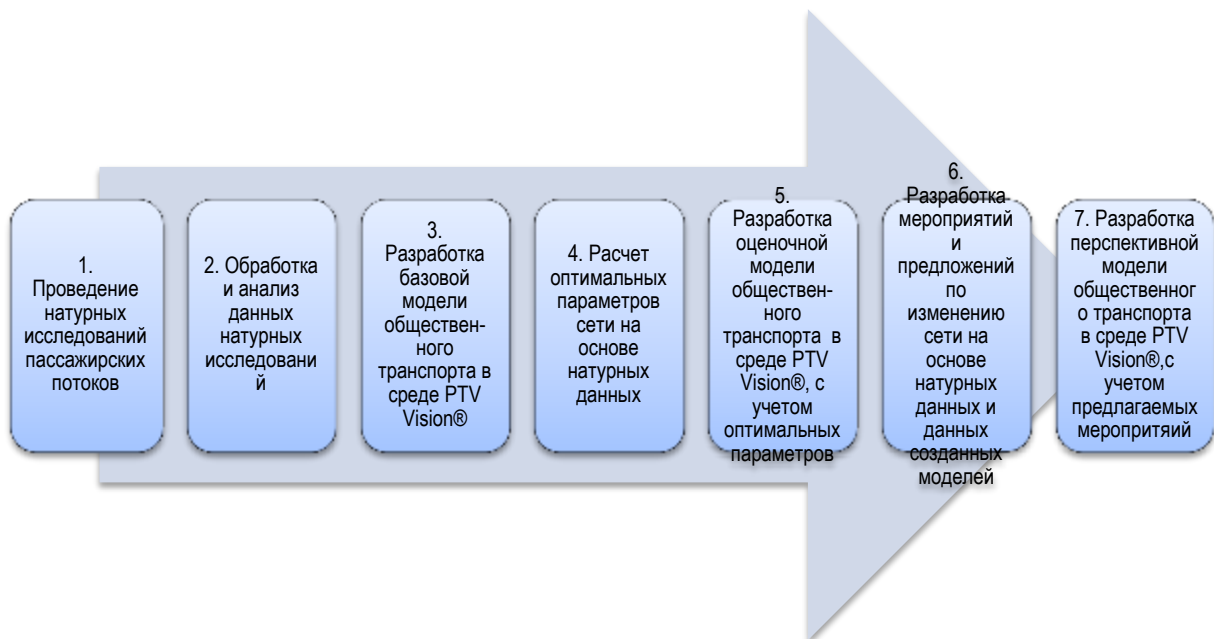 1.
Проведение
натурных
исследований
пассажирских
потоков
2. Обработка
и анализ
данных
натурных
исследовани
й
3.
Разработка
базовой
модели
обществен-
ного
транспорта в
среде PTV
Vision®
4. Расчет
оптимальных
параметров
сети на
основе
натурных
данных
5.
Разработка
оценочной
модели
обществен-
ного
транспорта в
среде PTV
Vision®, с
учетом
оптимальных
параметров
6.
Разработка
мероприятий
и
предложений
по
изменению
сети на
основе
натурных
данных и
данных
созданных
моделей
7. Разработка
перспективной
модели
общественног
о транспорта
в среде PTV
Vision®,с
учетом
предлагаемых
меропритяий